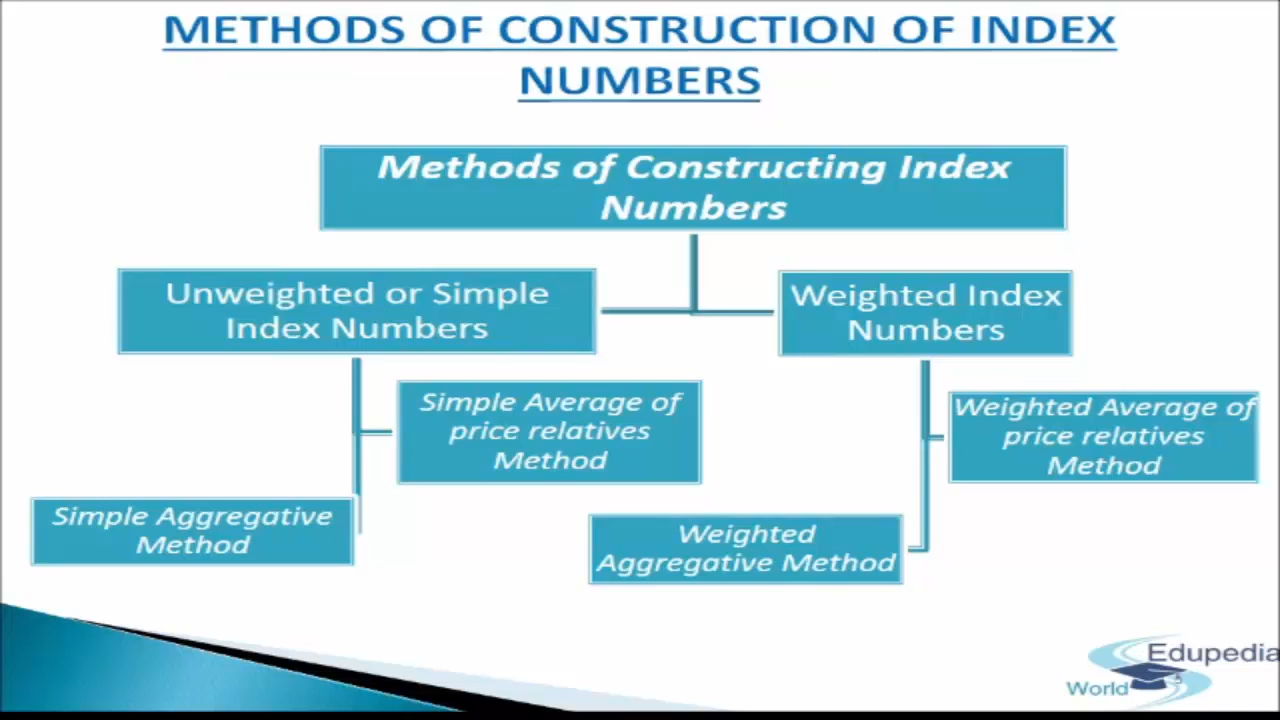 METHODS OF CONSTRUCTION OF INDEX
NUMBERS
Methods of Constructing Index
Numbers
Unweighted or Simple
Index Numbers
Weighted Index
Numbers
Simple Average of
price relatives
Method
Weighted Average of
price relatives
Method
Simple Aggregative
Method
Weighted
Aggregative Method
Edupedia
World